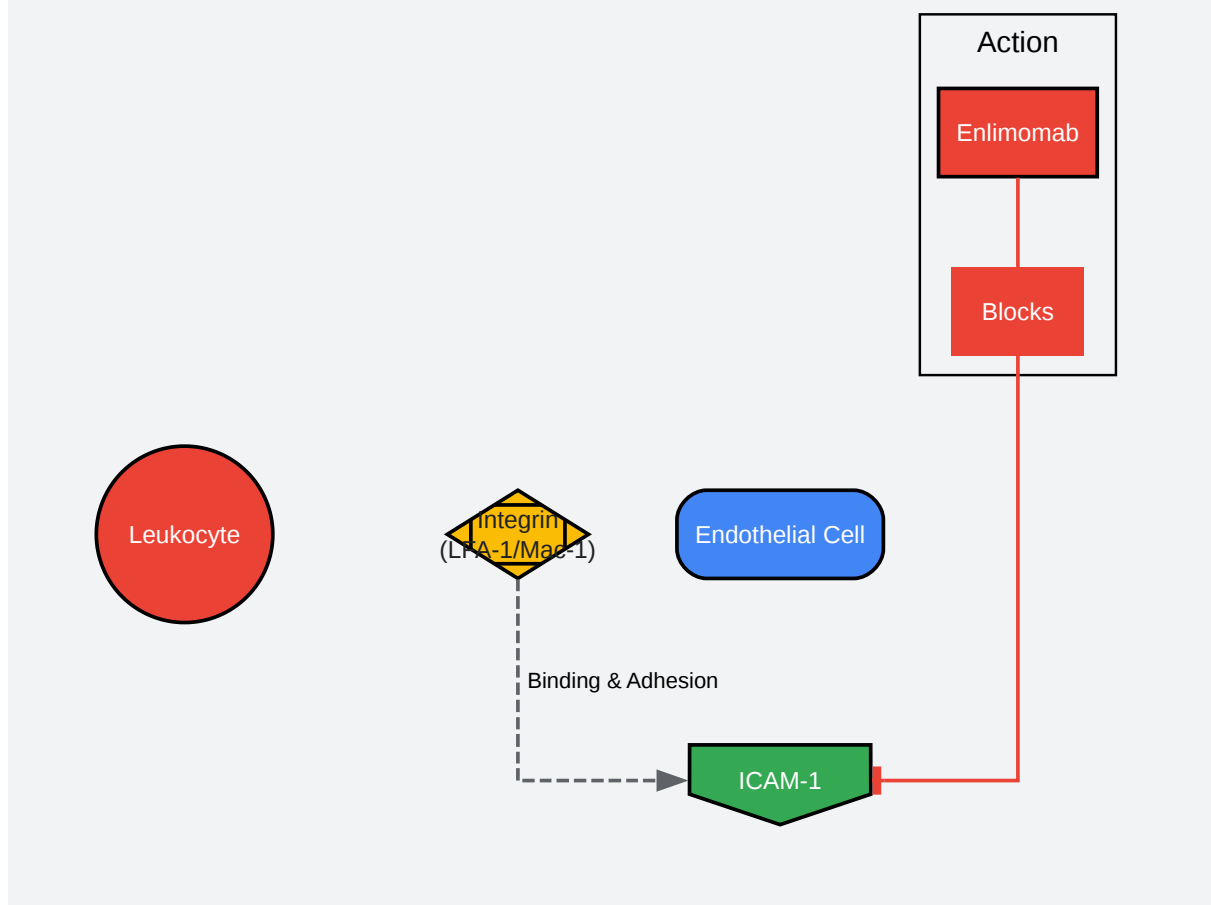 Action
Enlimomab
Blocks
Leukocyte
Integrin
(LFA-1/Mac-1)
Endothelial Cell
Binding & Adhesion
ICAM-1